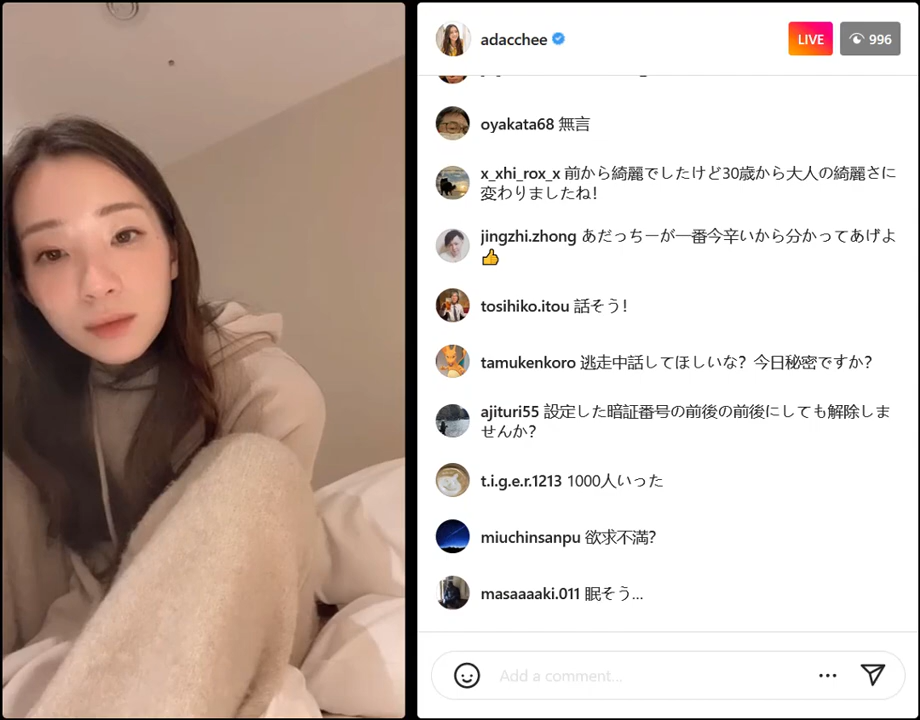 adacchee
LIVE
996
oyakata68 無言
x_xhi_rox_x 前から綺麗でしたけど30歳から大人の綺麗さに
変わりましたね!
jingzhi.zhong あだっちーが一番今辛いから分かってあげよ
👍
tosihiko.itou 話そう!
tamukenkoro 逃走中話してほしいな? 今日秘密ですか?
ajituri55 設定した暗証番号の前後の前後にしても解除しま
せんか?
t.i.g.e.r.1213 1000人いった
miuchinsanpu 欲求不満?
masaaaaki.011 眠そう...
Add a comment...